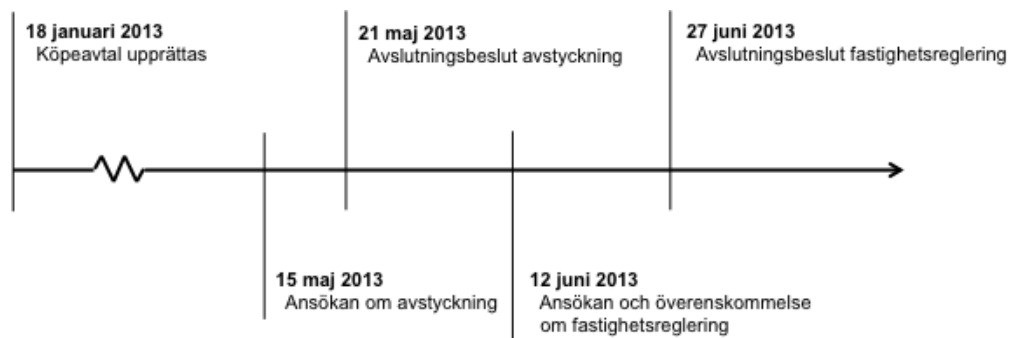 18 januari 2013
Köpeavtal upprättas
21 maj 2013
Avslutningsbeslut avstyckning
27 juni 2013
Avslutningsbeslut fastighetsreglering
15 maj 2013
Ansökan om avstyckning
12 juni 2013
Ansökan och överenskommelse
om fastighetsreglering